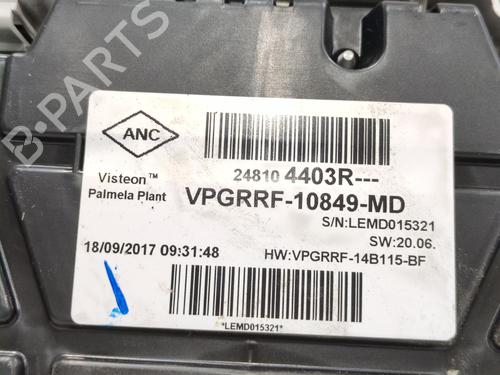 ANC
Visteon™
Palmela Plant
24810 4403R---
VPGRRF-10849-MD
S/N:LEMD015321
SW:20.06.
18/09/2017 09:31:48
HW:VPGRRF-14B115-BF
*LEMD015321*
B-PARTS